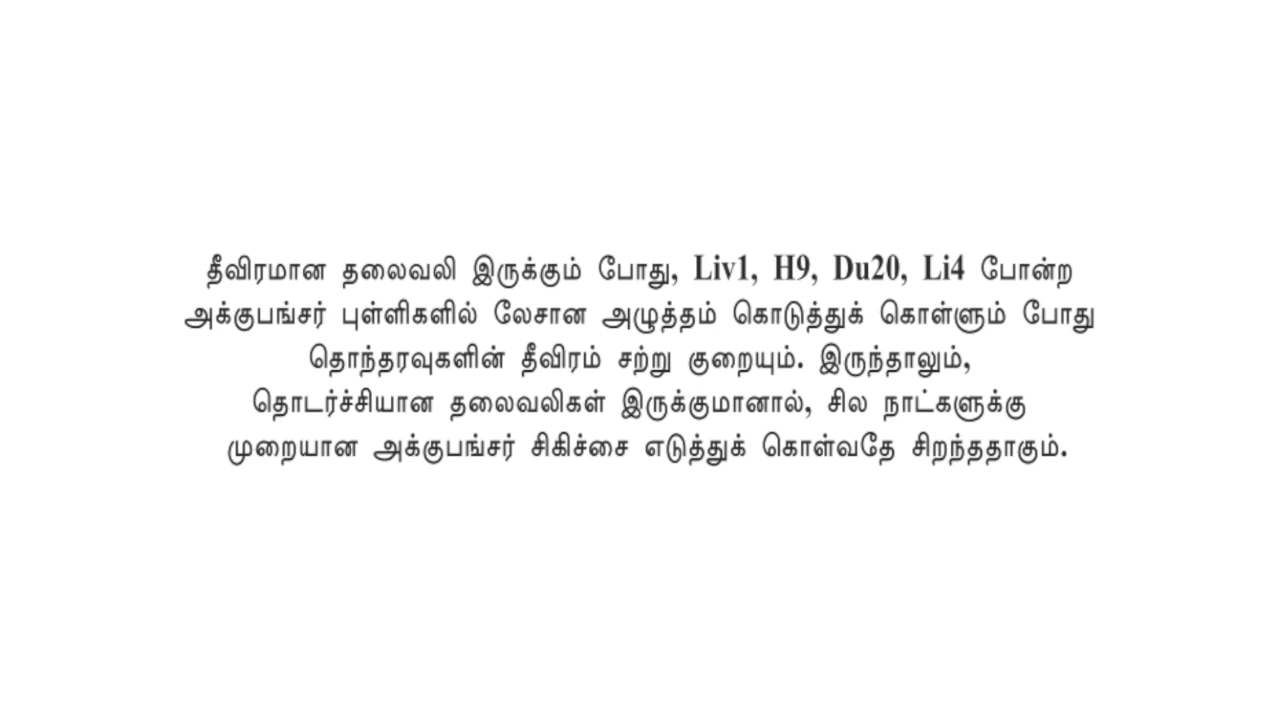 தீவிரமான தலைவலி இருக்கும் போது, Liv1, H9, Du20, Li4 போன்ற
அக்குபங்சர் புள்ளிகளில் லேசான அழுத்தம் கொடுத்துக் கொள்ளும் போது
தொந்தரவுகளின் தீவிரம் சற்று குறையும். இருந்தாலும்,
தொடர்ச்சியான தலைவலிகள் இருக்குமானால், சில நாட்களுக்கு
முறையான அக்குபங்சர் சிகிச்சை எடுத்துக் கொள்வதே சிறந்ததாகும்.